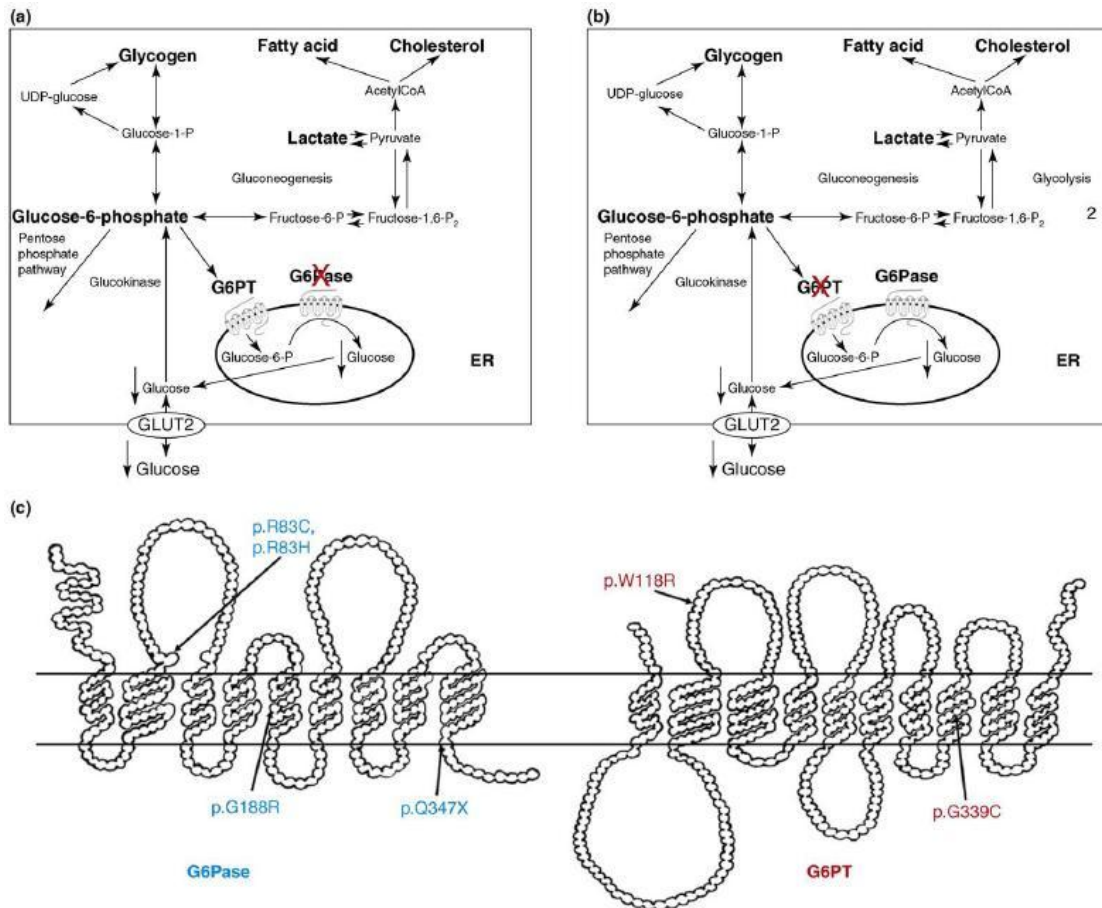 (a)
Fatty acid
Cholesterol
Glycogen
UDP-glucose
AcetylCoA
Glucose-1-P
Lactate
Pyruvate
Gluconeogenesis
Glucose-6-phosphate
Fructose-6-P
Fructose-1,6-P2
Pentose
phosphate
pathway
Glucokinase
G6PT
G6Pase
X
Glucose-6-P
Glucose
ER
Glucose
GLUT2
Glucose
(b)
Fatty acid
Cholesterol
Glycogen
UDP-glucose
AcetylCoA
Glucose-1-P
Lactate
Pyruvate
Gluconeogenesis
Glycolysis
Glucose-6-phosphate
Fructose-6-P
Fructose-1,6-P2
2
Pentose
phosphate
pathway
Glucokinase
G6PT
X
G6Pase
Glucose-6-P
Glucose
ER
Glucose
GLUT2
Glucose
(c)
p.R83C,
p.R83H
p.W118R
p.G188R
p.Q347X
p.G339C
G6Pase
G6PT